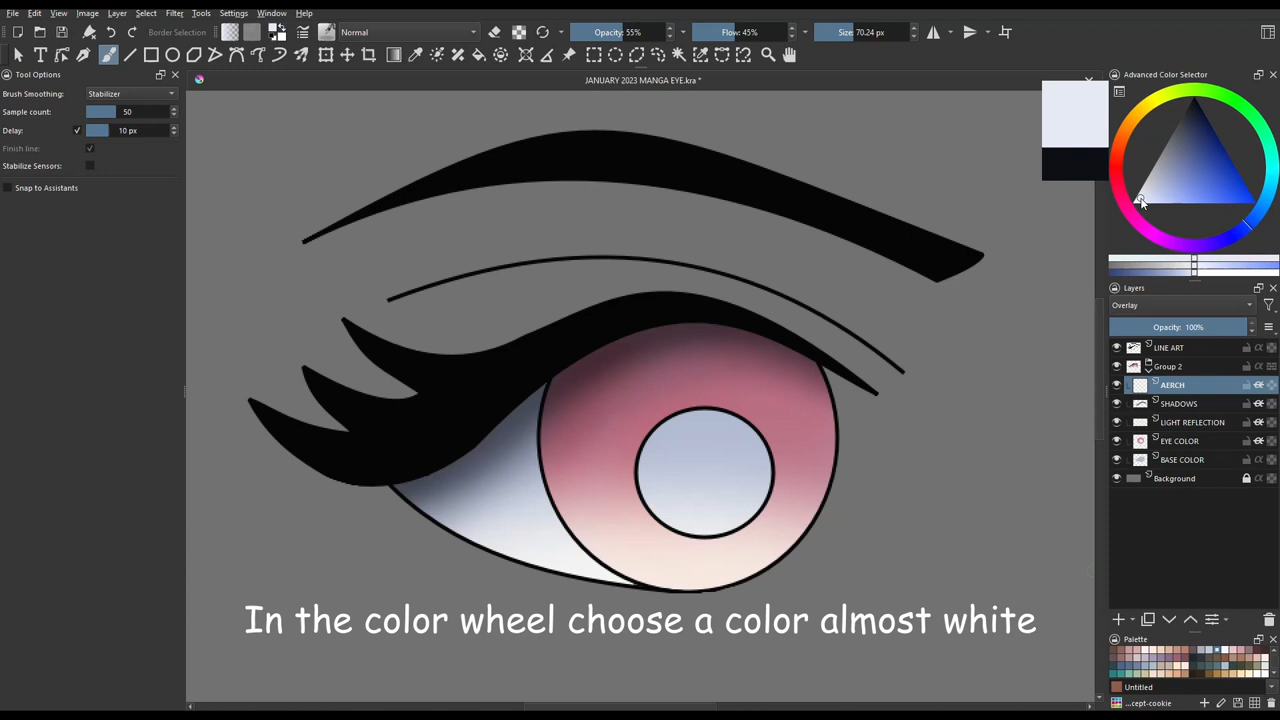 File Edit View Image Layer Select Filter Tools Settings Window Help
Border Selection Normal Opacity: 55% Flow: 45% Size: 70.24 px
Tool Options
JANUARY 2023 MANGA EYE.kra *
Advanced Color Selector
Brush Smoothing: Stabilizer
Sample count: 50
Delay: 10 px
Finish line:
Stabilize Sensors:
Snap to Assistants
Layers
Overlay
Opacity: 100%
LINE ART
Group 2
AERCH
SHADOWS
LIGHT REFLECTION
EYE COLOR
BASE COLOR
Background
In the color wheel choose a color almost white
Palette
Untitled
...cept-cookie